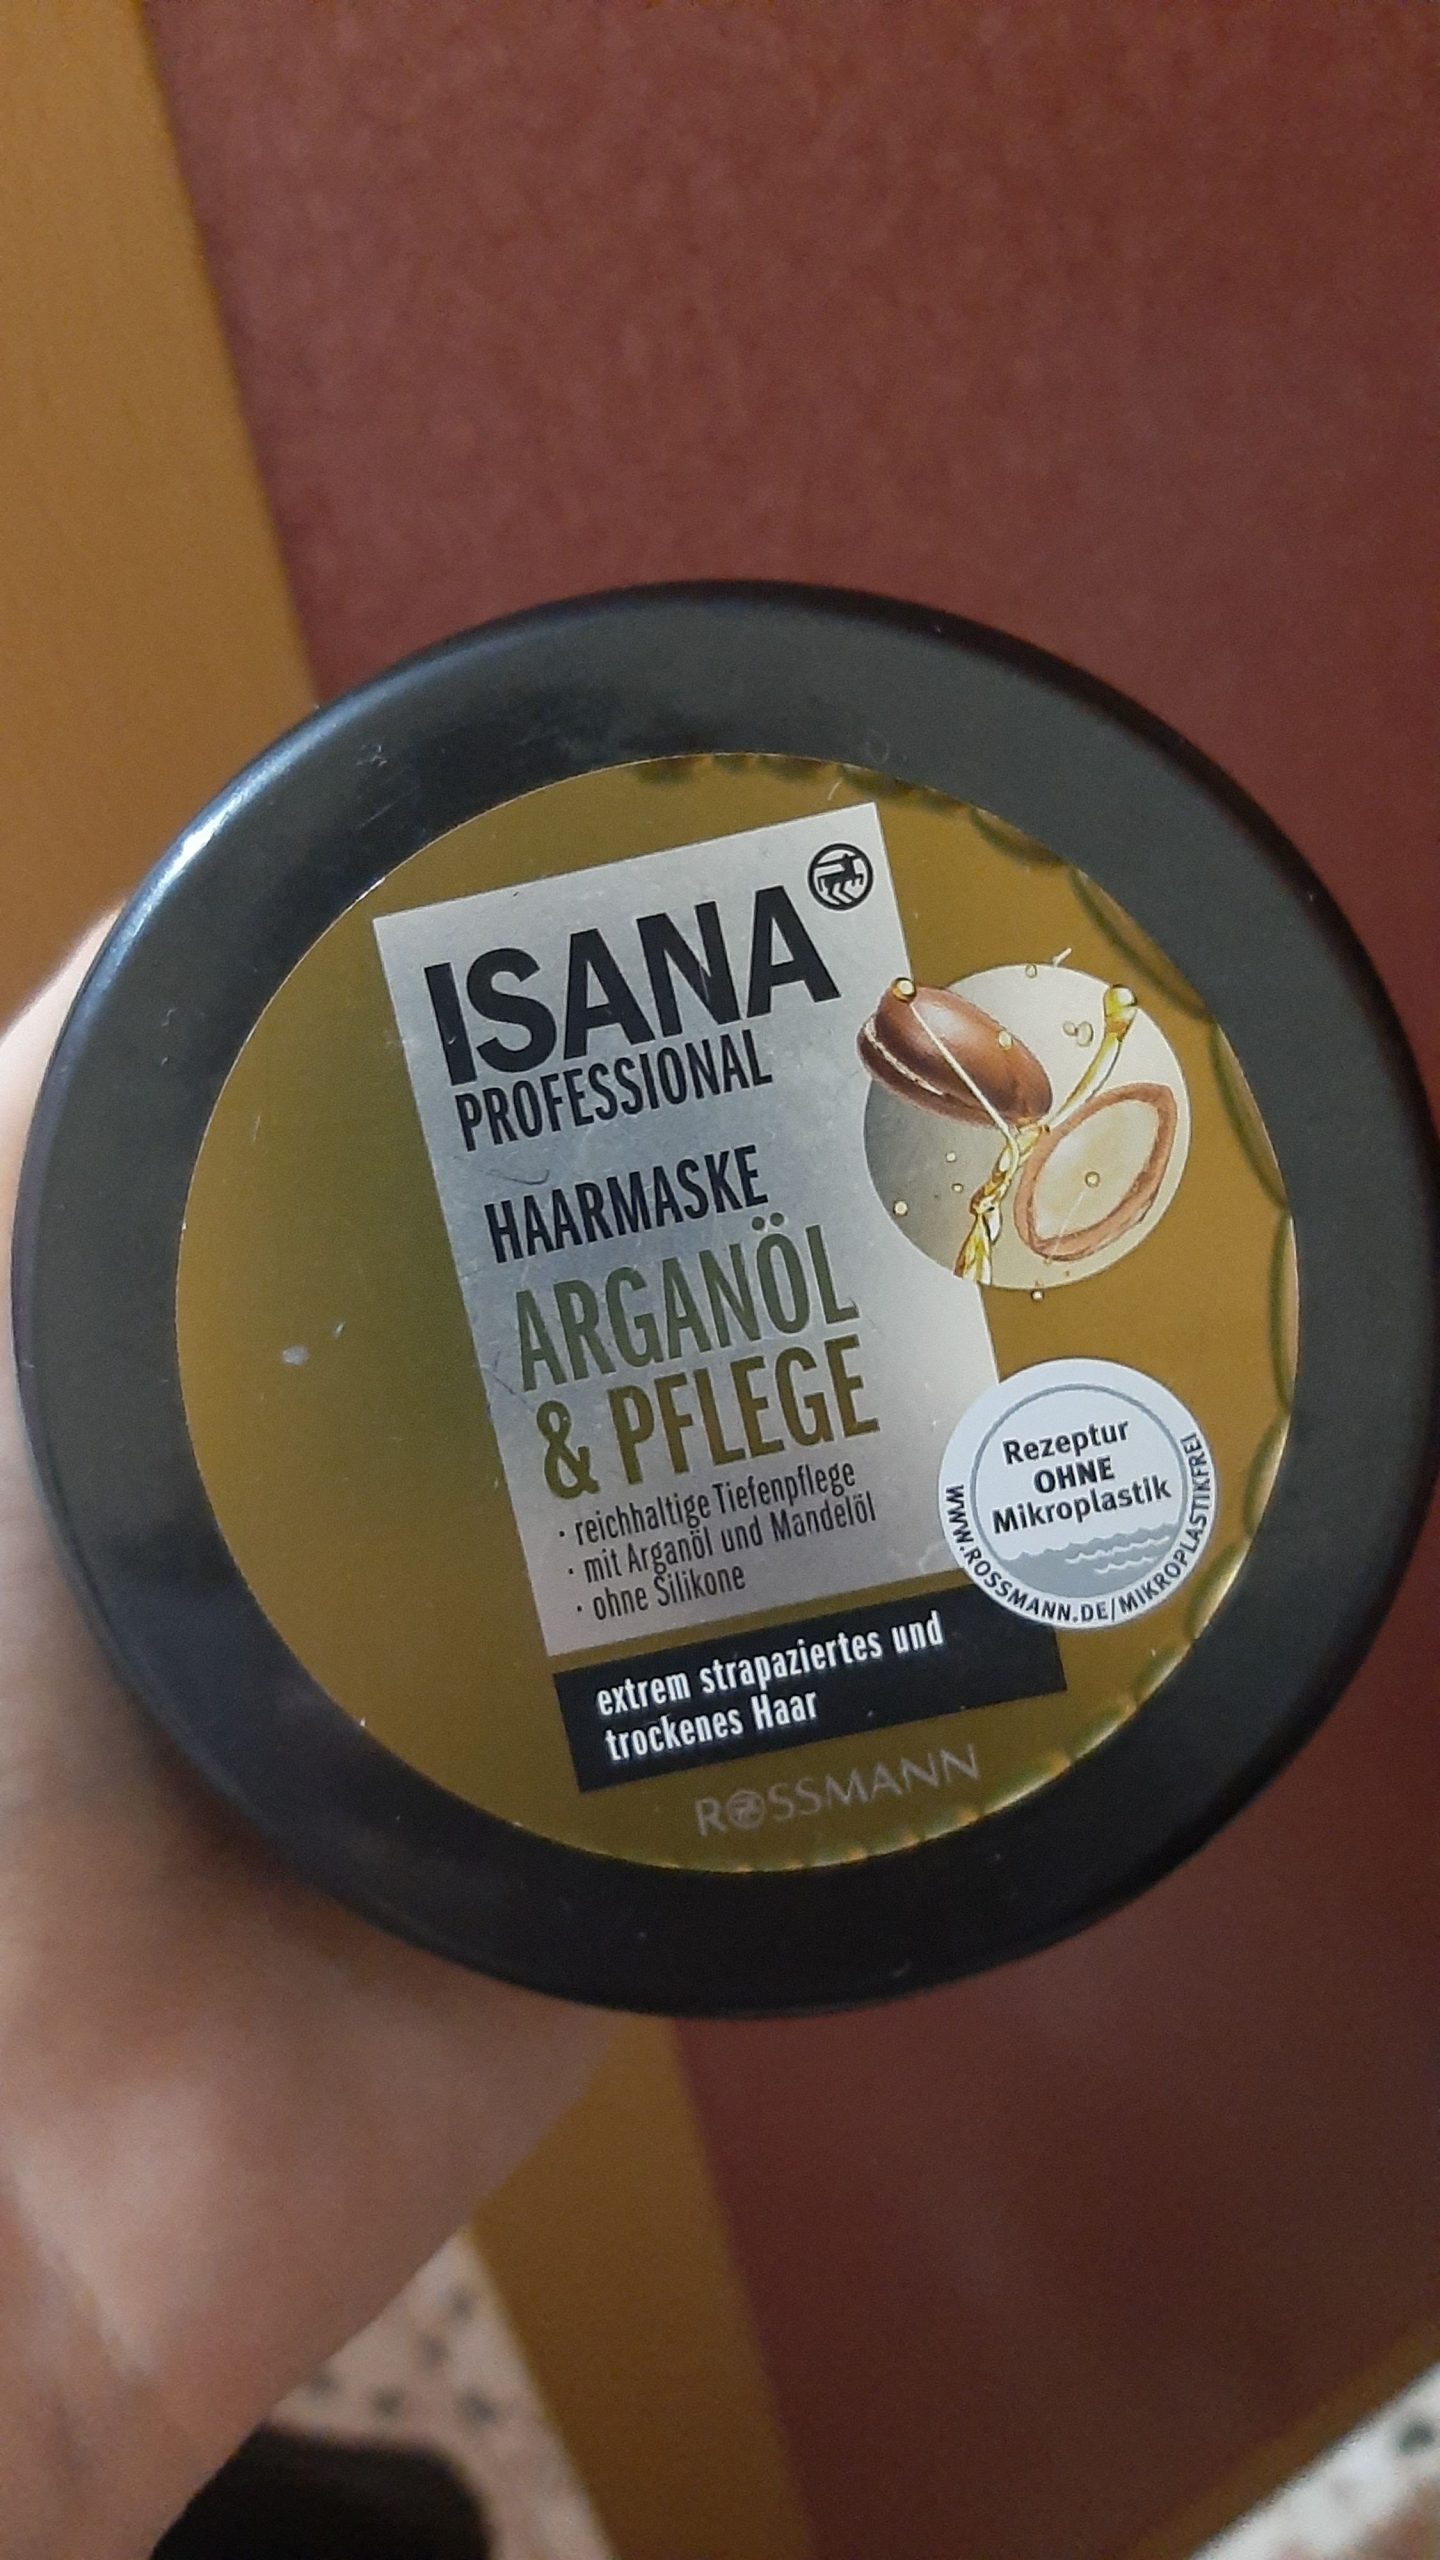 ISANA
PROFESSIONAL
HAARMASKE
ARGANÖL
& PFLEGE
· reichhaltige Tiefenpflege
· mit Arganöl und Mandelöl
· ohne Silikone
extrem strapaziertes und
trockenes Haar
ROSSMANN
Rezeptur
OHNE
Mikroplastik
WWW.ROSSMANN.DE/MIKROPLASTIKFREI